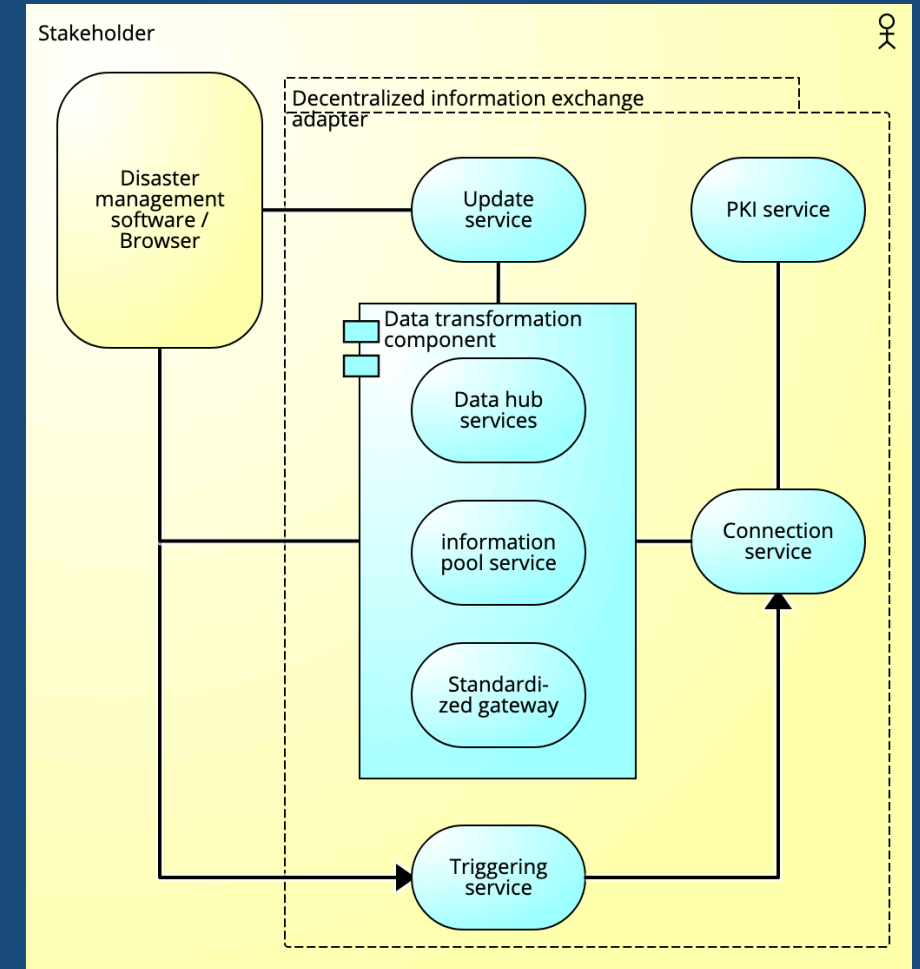 Stakeholder
Decentralized information exchange
adapter
Disaster
management
software /
Browser
Update
service
PKI service
Data transformation
component
Data hub
services
information
pool service
Connection
service
Standardi-
zed gateway
Triggering
service